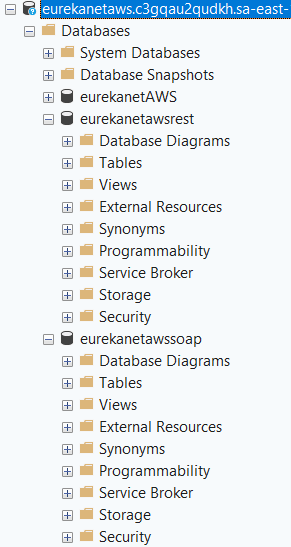 eurekanetaws.c3gqau2qudkh.sa-east-
Databases
System Databases
Database Snapshots
eurekanetAWS
eurekanetawsrest
Database Diagrams
Tables
Views
External Resources
Synonyms
Programmability
Service Broker
Storage
Security
eurekanetawssoap
Database Diagrams
Tables
Views
External Resources
Synonyms
Programmability
Service Broker
Storage
Security